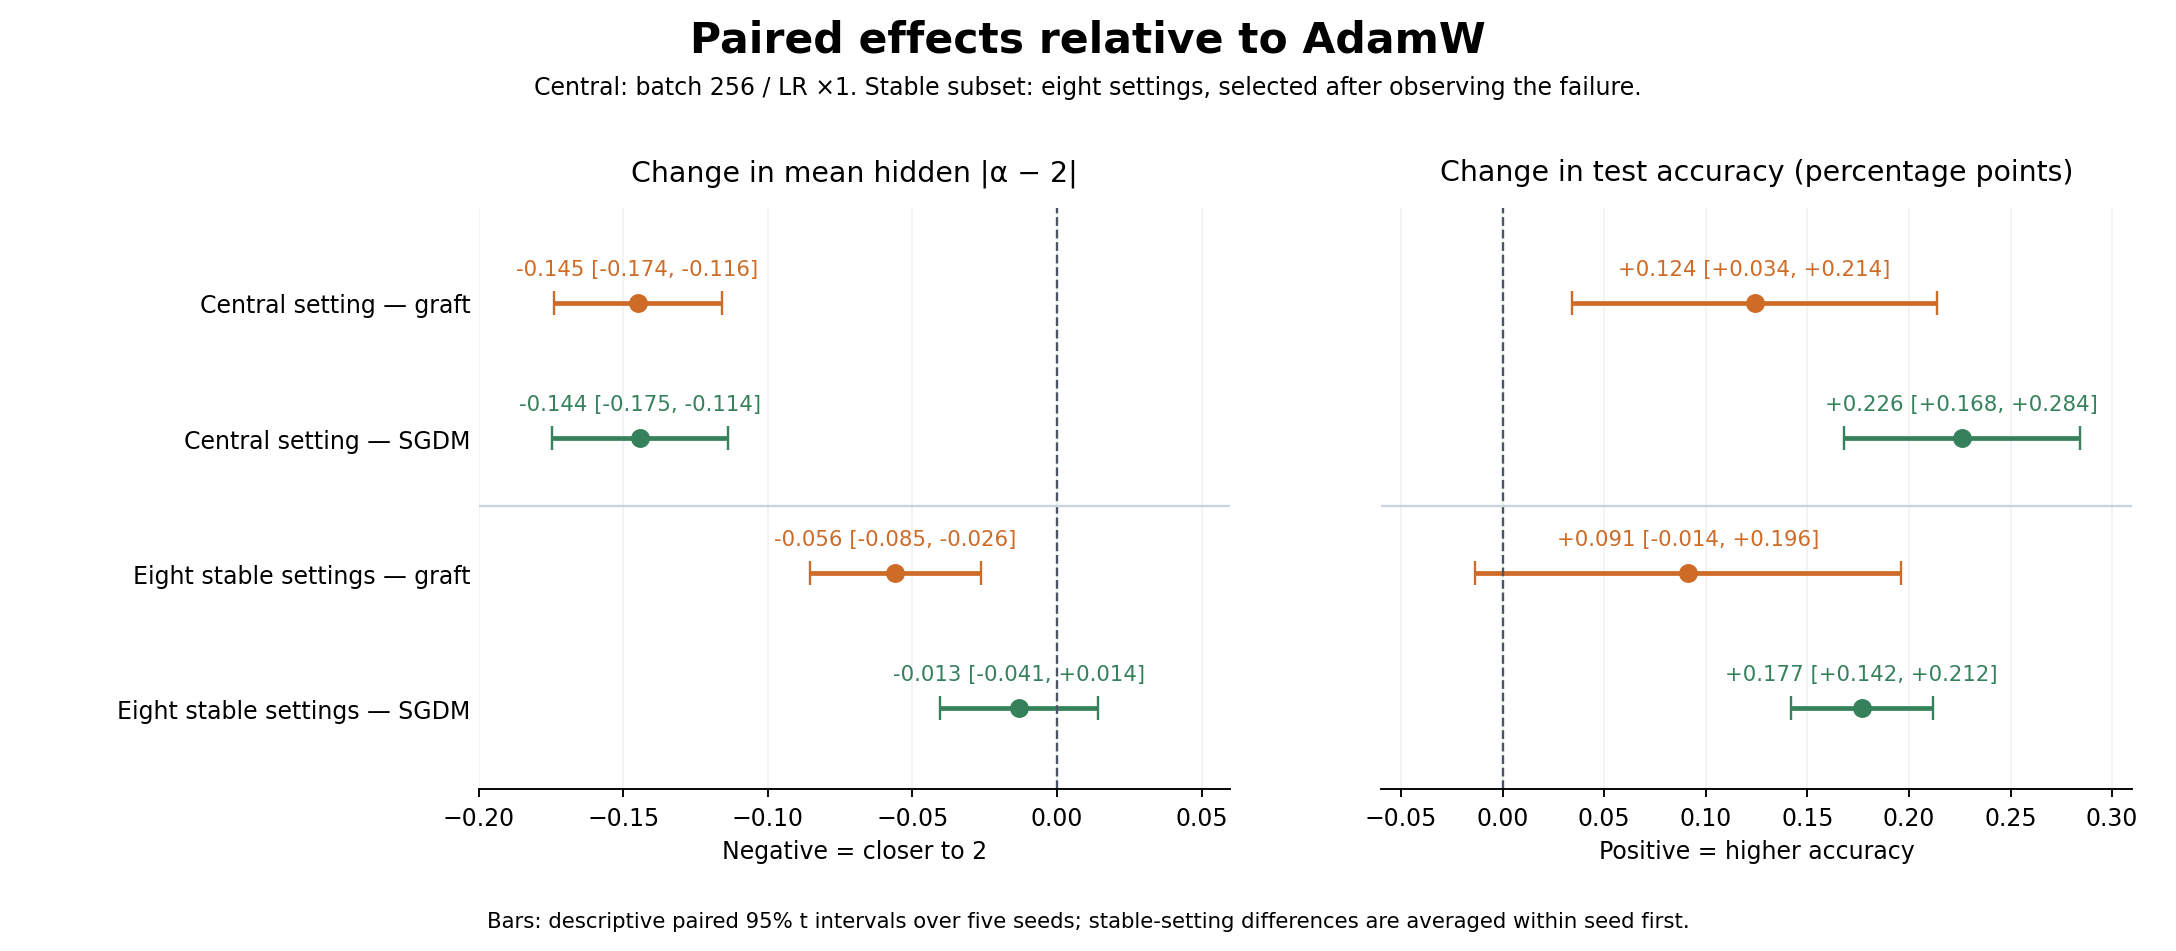 Paired effects relative to AdamW
Central: batch 256 / LR ×1. Stable subset: eight settings, selected after observing the failure.
Change in mean hidden |α − 2|
Change in test accuracy (percentage points)
Central setting — graft
-0.145 [-0.174, -0.116]
+0.124 [+0.034, +0.214]
Central setting — SGDM
-0.144 [-0.175, -0.114]
+0.226 [+0.168, +0.284]
Eight stable settings — graft
-0.056 [-0.085, -0.026]
+0.091 [-0.014, +0.196]
Eight stable settings — SGDM
-0.013 [-0.041, +0.014]
+0.177 [+0.142, +0.212]
−0.20 −0.15 −0.10 −0.05 0.00 0.05
−0.05 0.00 0.05 0.10 0.15 0.20 0.25 0.30
Negative = closer to 2
Positive = higher accuracy
Bars: descriptive paired 95% t intervals over five seeds; stable-setting differences are averaged within seed first.